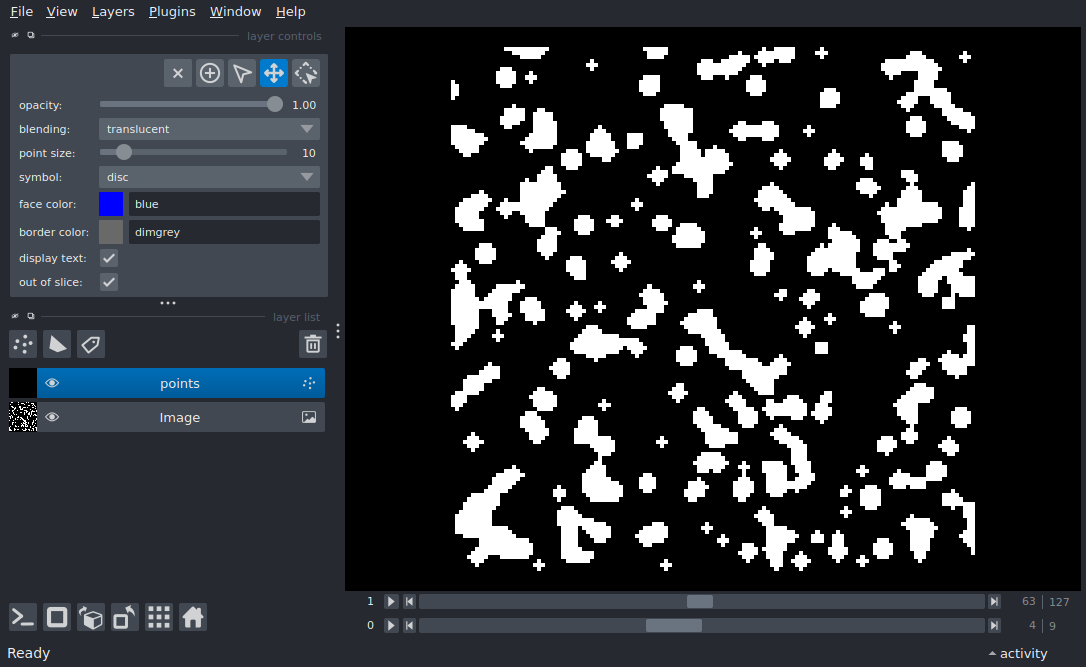 File View Layers Plugins Window Help
layer controls
opacity: 1.00
blending: translucent
point size: 10
symbol: disc
face color: blue
border color: dimgrey
display text:
out of slice:
layer list
points
Image
1 63 127
0 4 9
Ready activity